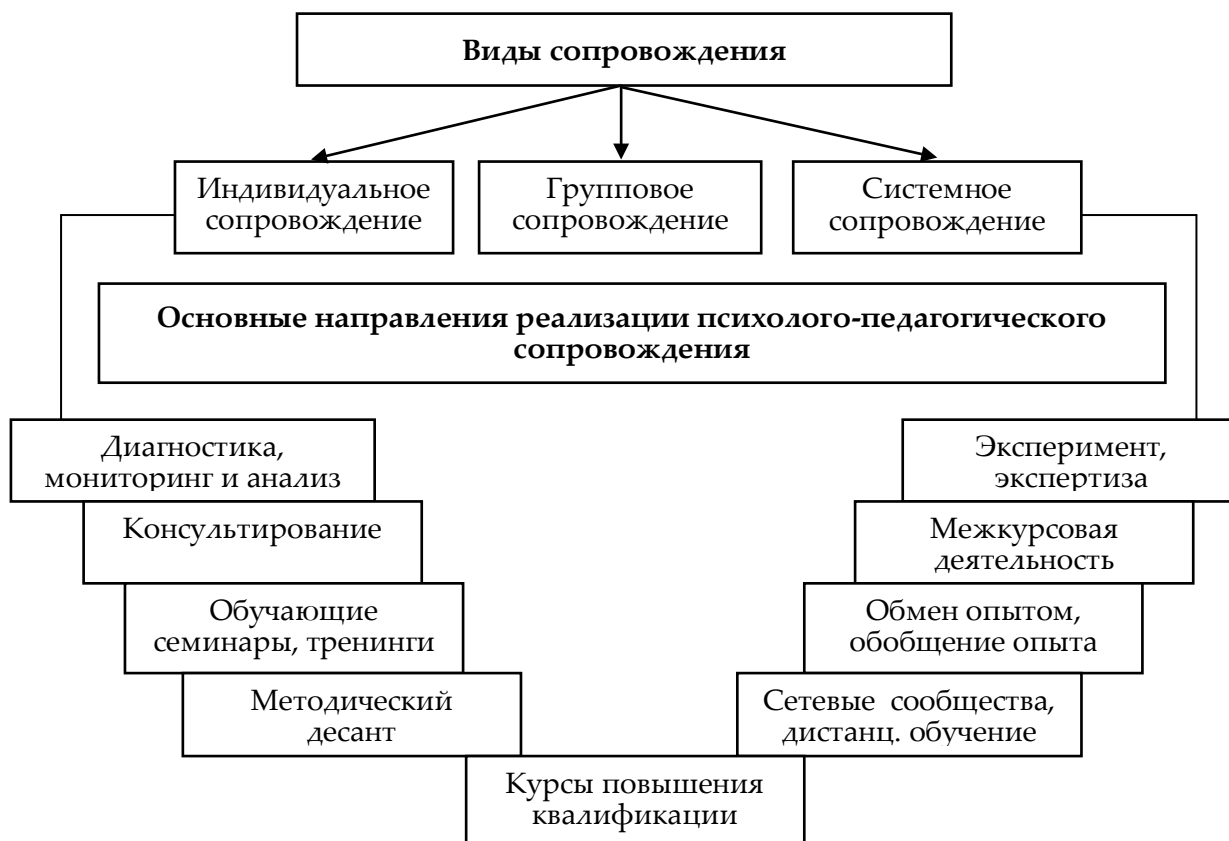 Виды сопровождения
Индивидуальное
сопровождение
Групповое
сопровождение
Системное
сопровождение
Основные направления реализации психолого-педагогического
сопровождения
Диагностика,
мониторинг и анализ
Эксперимент,
экспертиза
Консультирование
Межкурсовая
деятельность
Обучающие
семинары, тренинги
Обмен опытом,
обобщение опыта
Методический
десант
Сетевые сообщества,
дистанц. обучение
Курсы повышения
квалификации